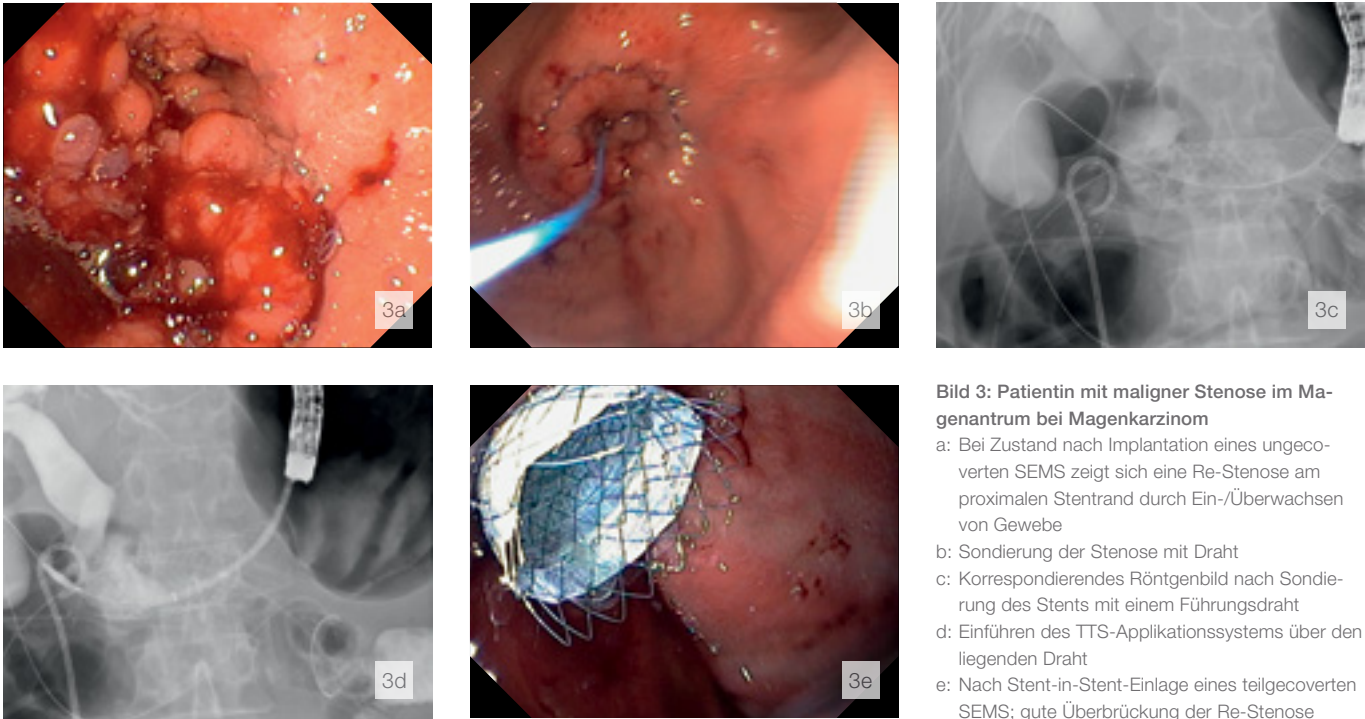 3a
3b
3c
3d
3e
Bild 3: Patientin mit maligner Stenose im Ma-
genantrum bei Magenkarzinom
a: Bei Zustand nach Implantation eines ungeco-
verten SEMS zeigt sich eine Re-Stenose am
proximalen Stentrand durch Ein-/Überwachsen
von Gewebe
b: Sondierung der Stenose mit Draht
c: Korrespondierendes Röntgenbild nach Sondie-
rung des Stents mit einem Führungsdraht
d: Einführen des TTS-Applikationssystems über den
liegenden Draht
e: Nach Stent-in-Stent-Einlage eines teilgecoverten
SEMS; gute Überbrückung der Re-Stenose